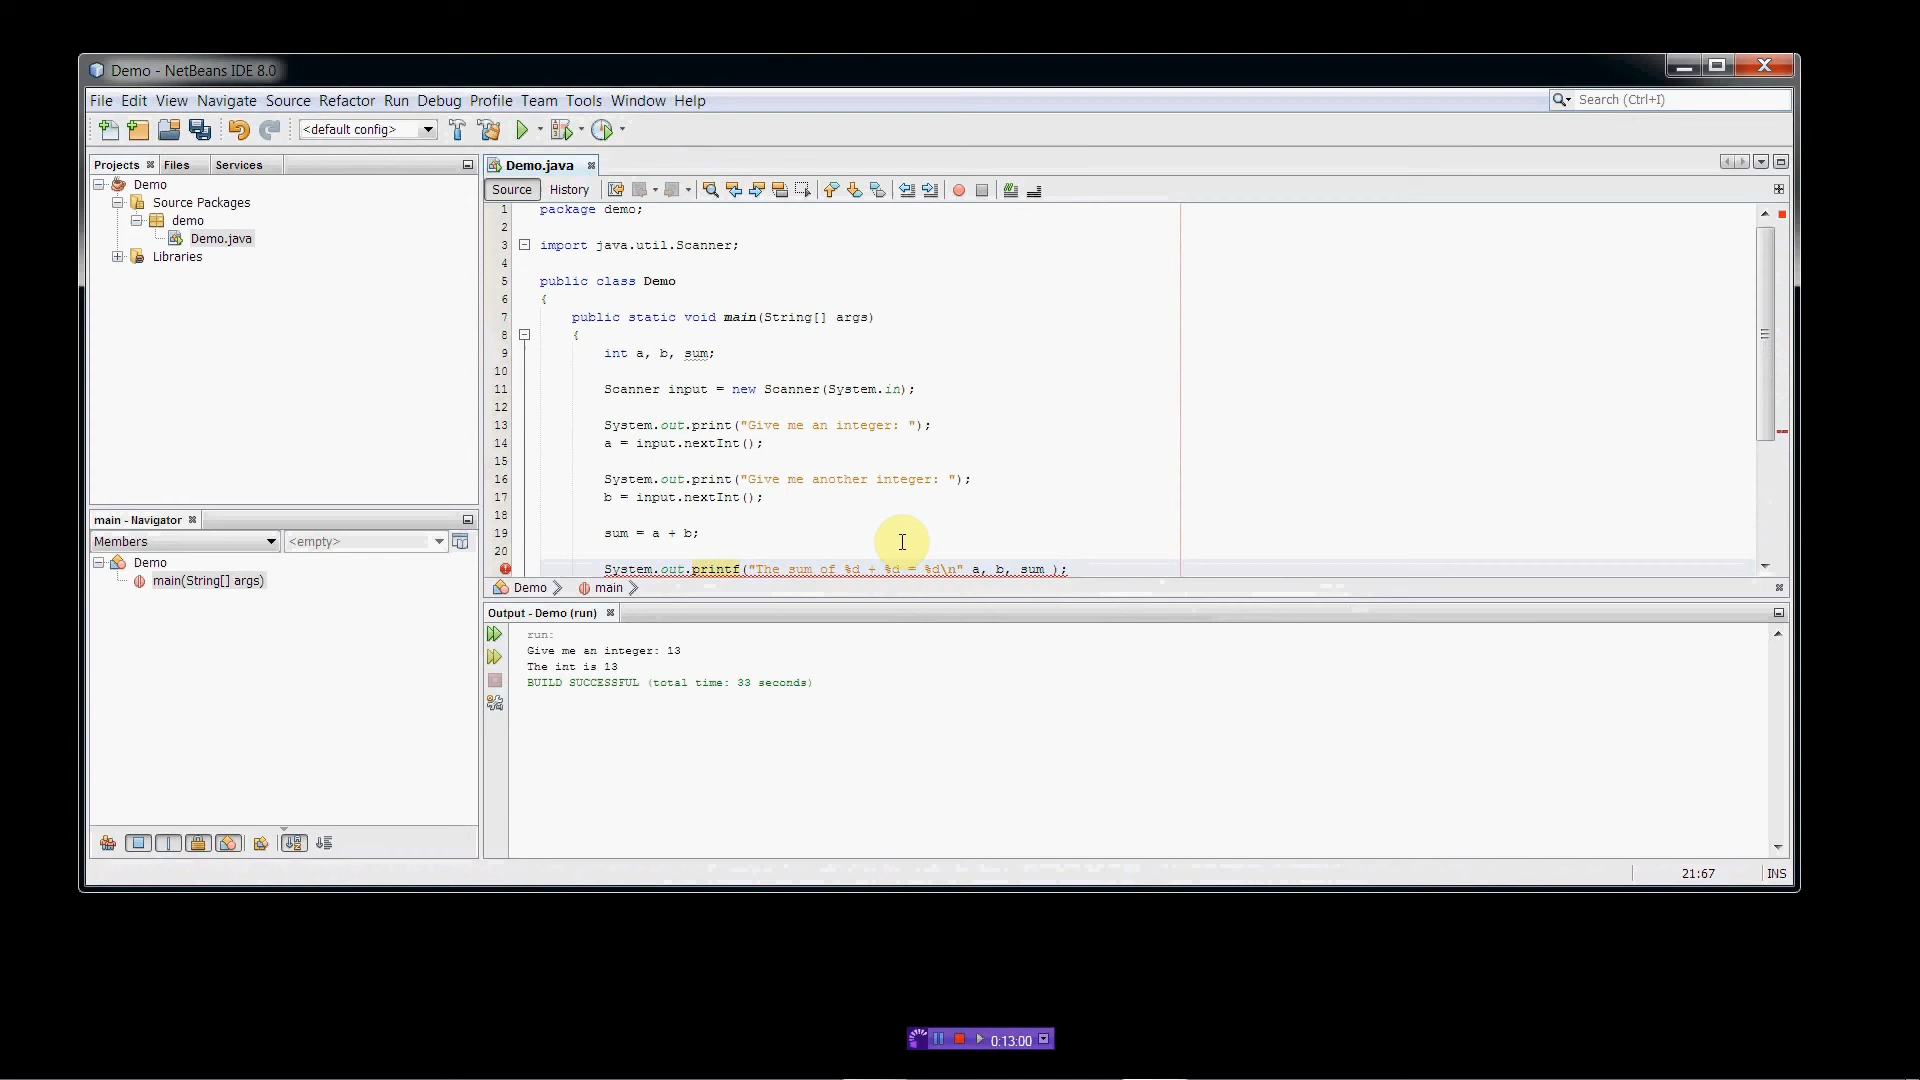 Demo - NetBeans IDE 8.0
File Edit View Navigate Source Refactor Run Debug Profile Team Tools Window Help
Search (Ctrl+I)
<default config>
Projects Files Services
Demo
Source Packages
demo
Demo.java
Libraries
main - Navigator
Members <empty>
Demo
main(String[] args)
Demo.java
Source History
1 package demo;
2
3 import java.util.Scanner;
4
5 public class Demo
6 {
7 public static void main(String[] args)
8 {
9 int a, b, sum;
10
11 Scanner input = new Scanner(System.in);
12
13 System.out.print("Give me an integer: ");
14 a = input.nextInt();
15
16 System.out.print("Give me another integer: ");
17 b = input.nextInt();
18
19 sum = a + b;
20
System.out.printf("The sum of %d + %d = %d\n" a, b, sum );
Demo main
Output - Demo (run)
run:
Give me an integer: 13
The int is 13
BUILD SUCCESSFUL (total time: 33 seconds)
21:67 INS
0:13:00